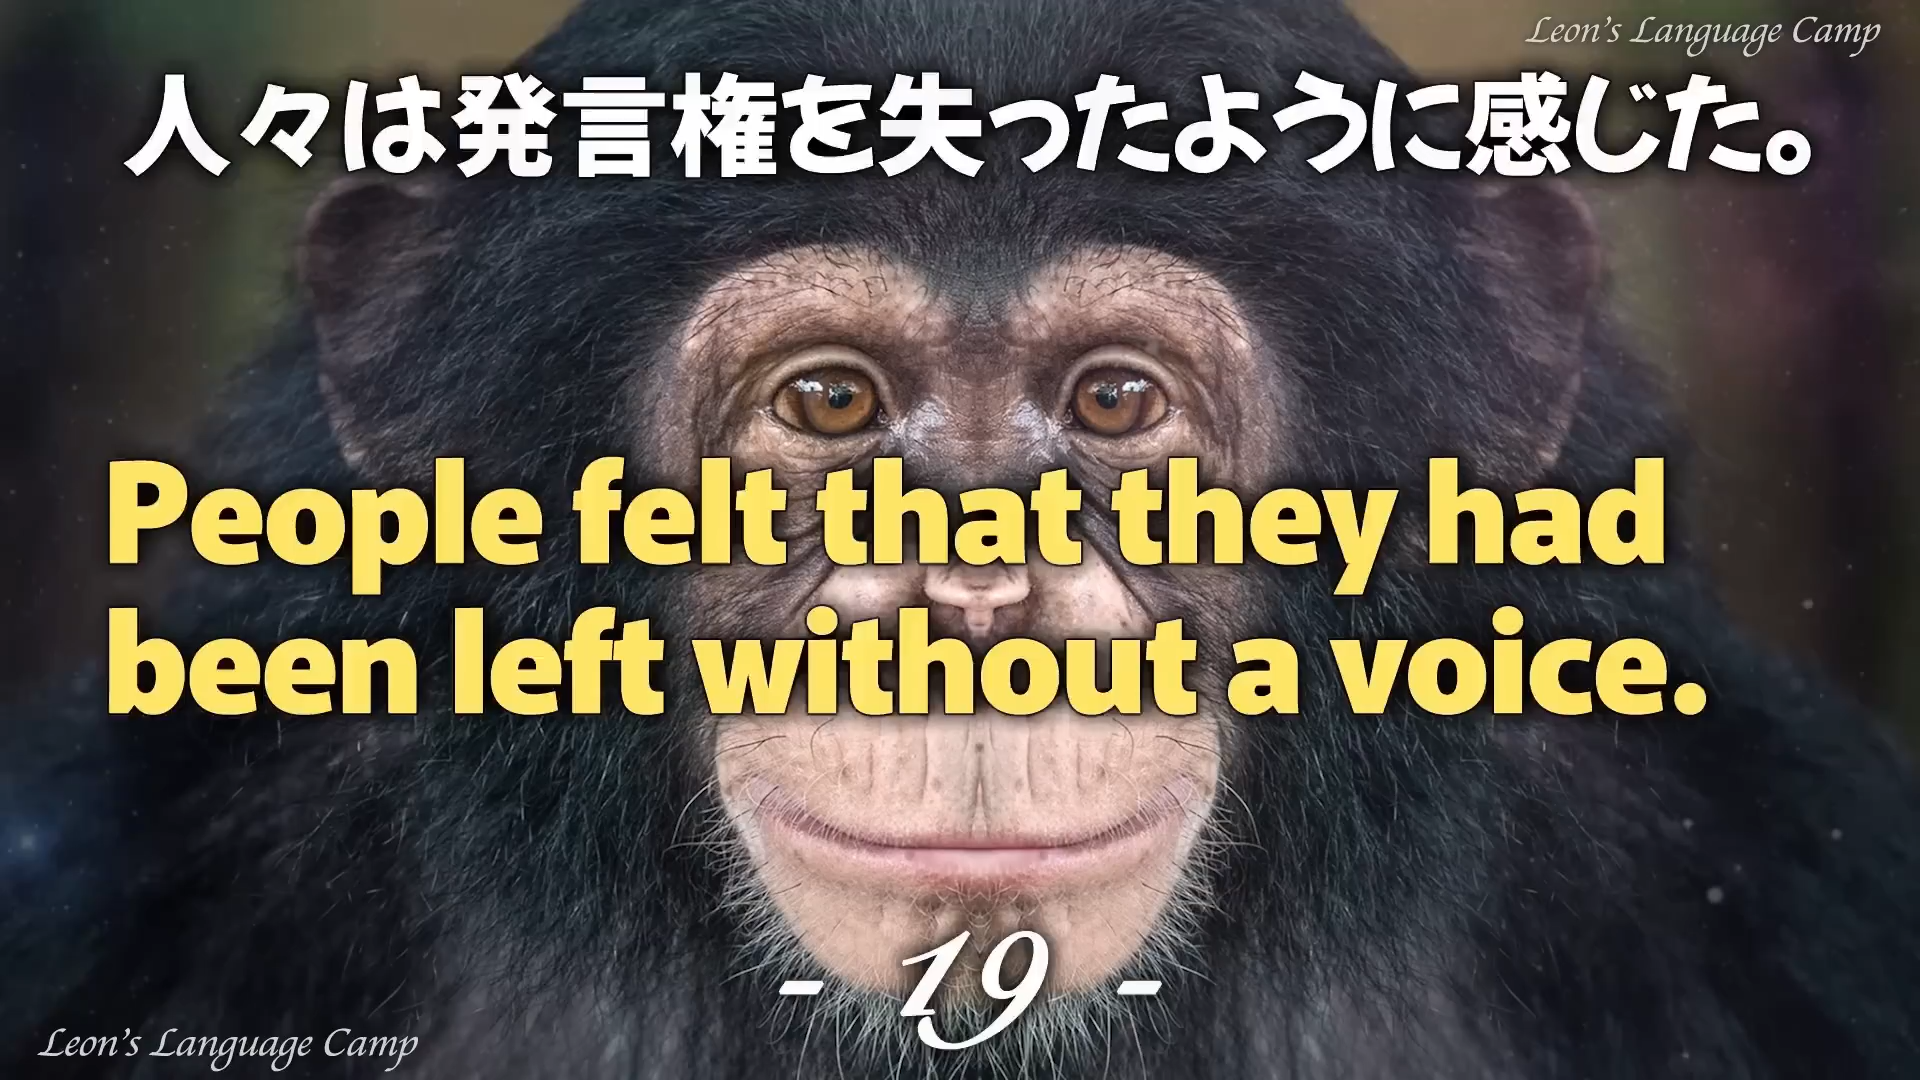 Leon's Language Camp
人々は発言権を失ったように感じた。
People felt that they had
been left without a voice.
- 19 -
Leon's Language Camp